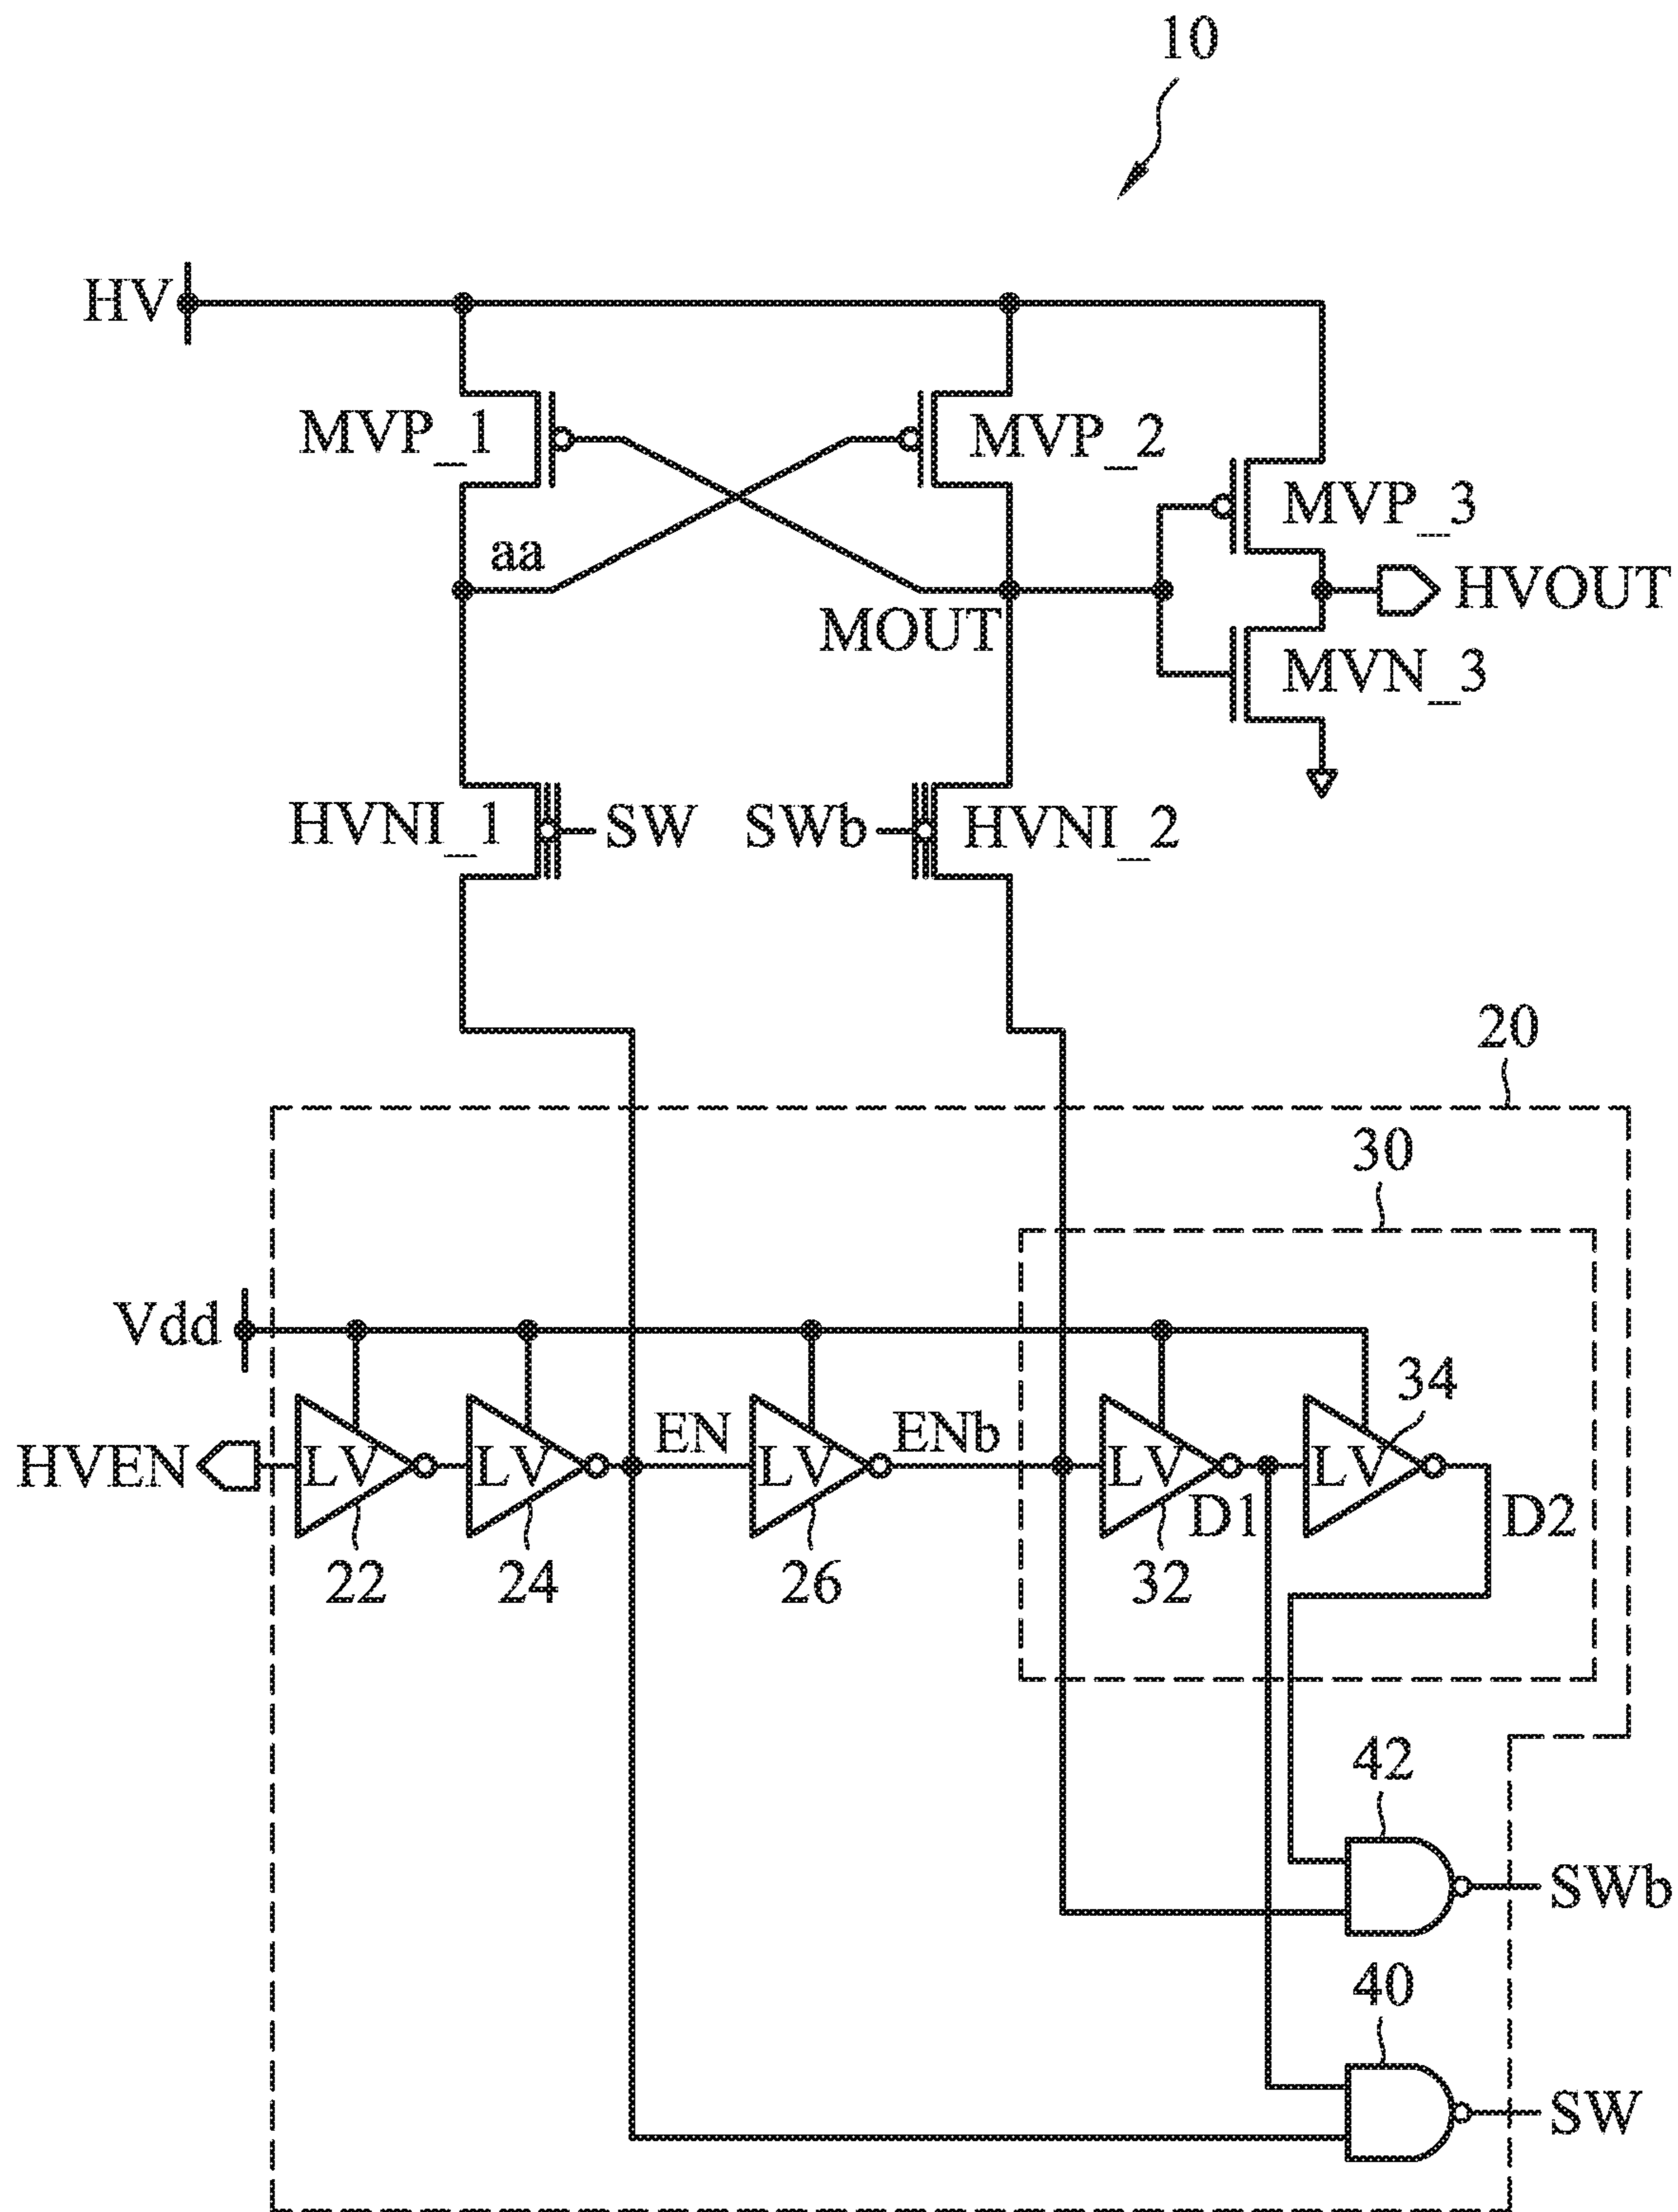 10
HV
MVP_1
MVP_2
MVP_3
aa
HVOUT
MOUT
MVN_3
HVNI_1
SW
SWb
HVNI_2
20
30
Vdd
34
HVEN
LV
LV
EN
LV
ENb
LV
D1
LV
D2
22
24
26
32
42
SWb
40
SW